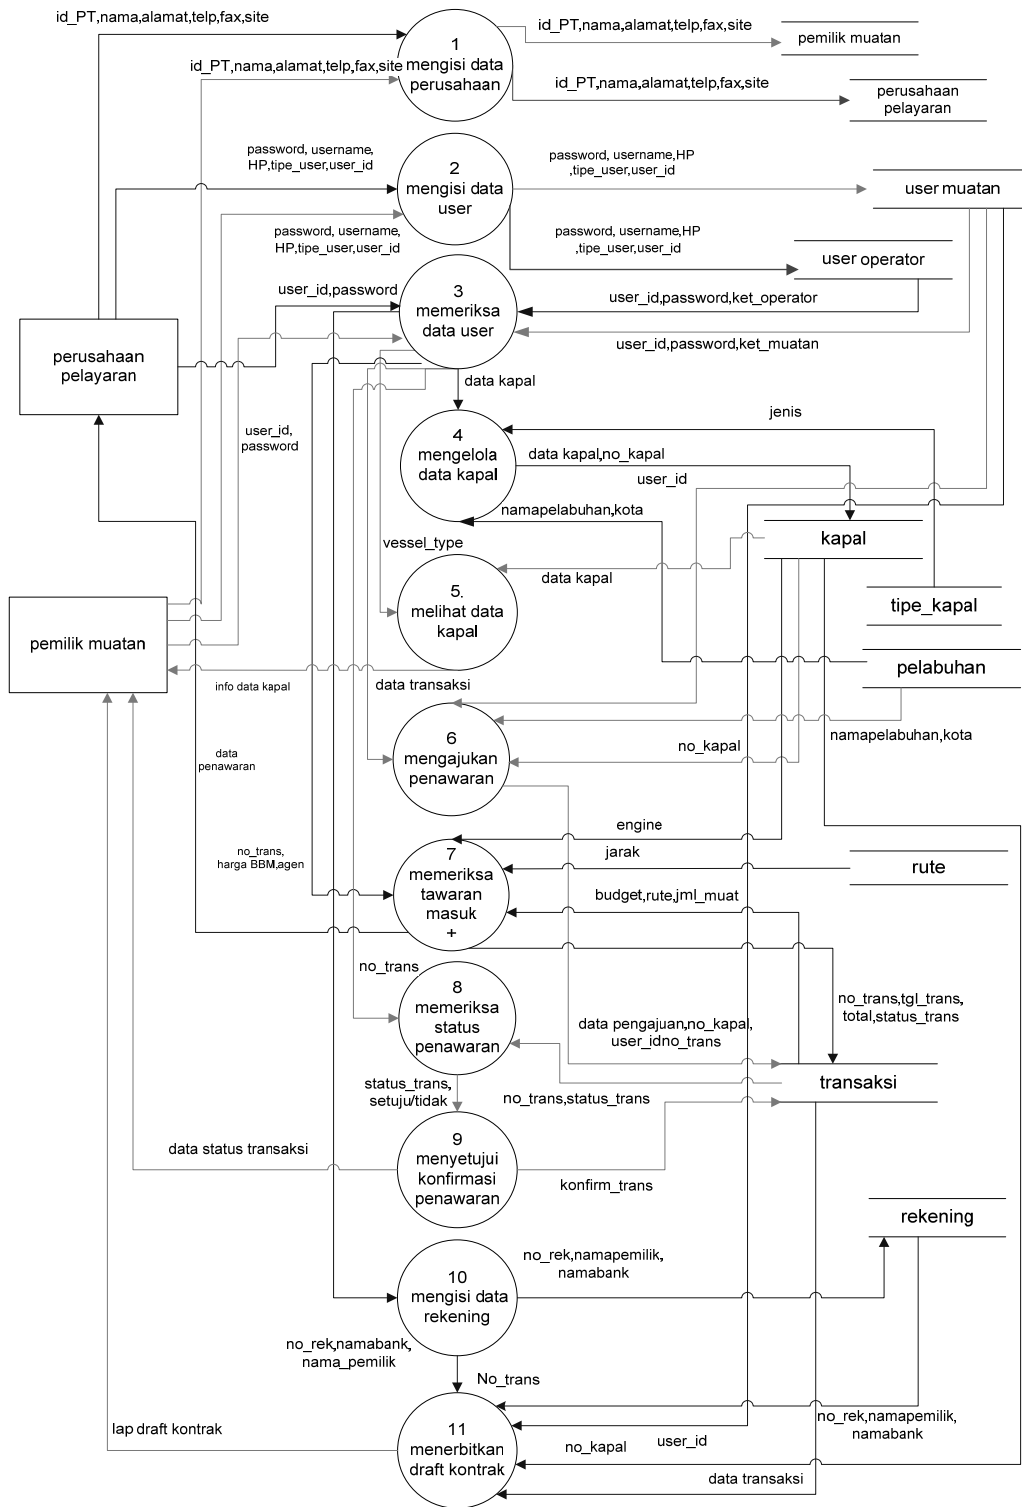 id_PT,nama,alamat,telp,fax,site
id_PT,nama,alamat,telp,fax,site
1
mengisi data
perusahaan
id_PT,nama,alamat,telp,fax,site
pemilik muatan
id_PT,nama,alamat,telp,fax,site
perusahaan
pelayaran
password, username,
HP,tipe_user,user_id
2
mengisi data
user
password, username,HP
,tipe_user,user_id
user muatan
password, username,
HP,tipe_user,user_id
password, username,HP
,tipe_user,user_id
user operator
user_id,password
3
memeriksa
data user
user_id,password,ket_operator
user_id,password,ket_muatan
perusahaan
pelayaran
data kapal
user_id,
password
4
mengelola
data kapal
jenis
data kapal,no_kapal
user_id
namapelabuhan,kota
kapal
vessel_type
data kapal
5.
melihat data
kapal
tipe_kapal
pemilik muatan
pelabuhan
info data kapal
data transaksi
namapelabuhan,kota
6
mengajukan
penawaran
no_kapal
data
penawaran
engine
jarak
no_trans,
harga BBM,agen
7
memeriksa
tawaran
masuk
+
rute
budget,rute,jml_muat
no_trans
8
memeriksa
status
penawaran
no_trans,tgl_trans,
total,status_trans
data pengajuan,no_kapal,
user_idno_trans
transaksi
status_trans,
setuju/tidak
no_trans,status_trans
9
menyetujui
konfirmasi
penawaran
data status transaksi
konfirm_trans
rekening
no_rek,namapemilik,
namabank
10
mengisi data
rekening
no_rek,namabank,
nama_pemilik
No_trans
no_rek,namapemilik,
namabank
lap draft kontrak
11
menerbitkan
draft kontrak
user_id
no_kapal
data transaksi